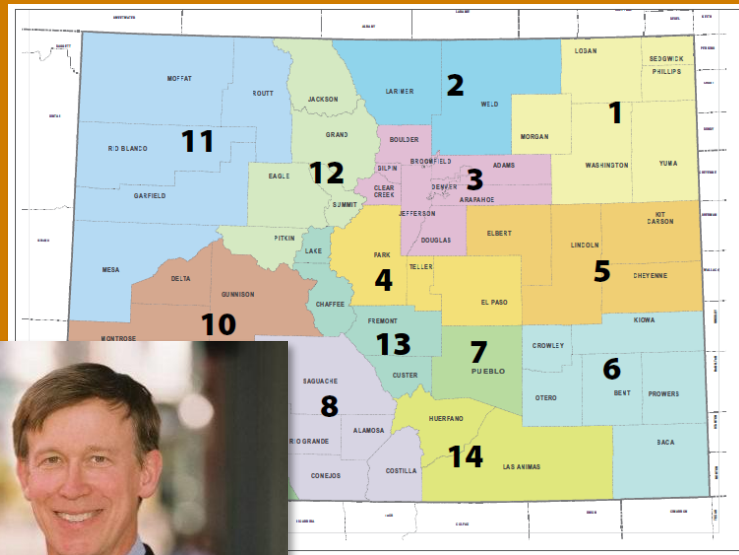 LOGAN
SEDGWICK
PHILLIPS
MOFFAT
ROUTT
JACKSON
LARIMER
2
WELD
1
GRAND
MORGAN
BOULDER
RIO BLANCO
11
BROOMFIELD
WASHINGTON
YUMA
12
GILPIN
ADAMS
3
EAGLE
DENVER
CLEAR
CREEK
ARAPAHOE
GARFIELD
SUMMIT
JEFFERSON
KIT
CARSON
PITKIN
DOUGLAS
ELBERT
LINCOLN
LAKE
PARK
MESA
DELTA
4
TELLER
5
CHEYENNE
GUNNISON
CHAFFEE
EL PASO
10
FREMONT
KIOWA
MONTROSE
13
7
CROWLEY
6
PUEBLO
SAGUACHE
CUSTER
OTERO
BENT
PROWERS
8
HUERFANO
ALAMOSA
RIO GRANDE
BACA
14
COSTILLA
LAS ANIMAS
CONEJOS